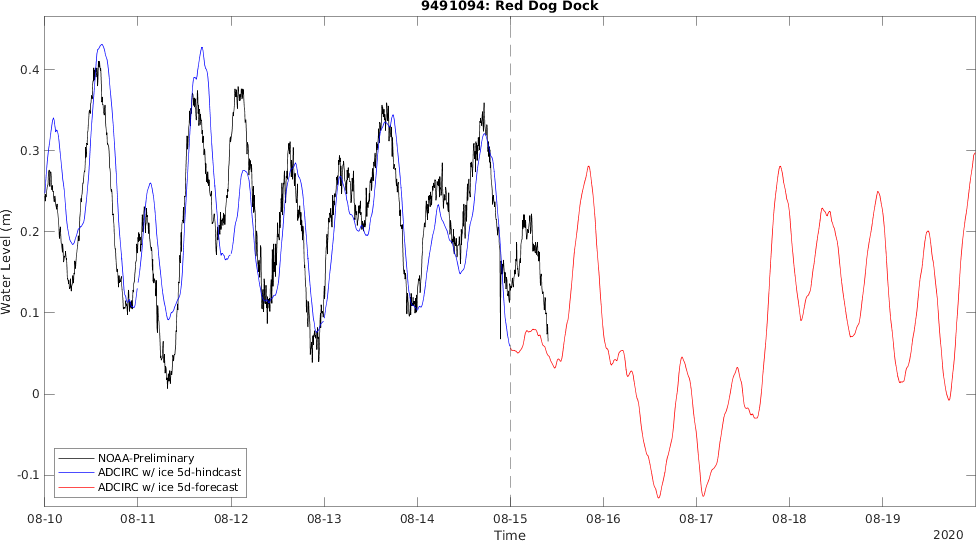 9491094: Red Dog Dock
Water Level (m)
0.4
0.3
0.2
0.1
0
-0.1
NOAA-Preliminary
ADCIRC w/ ice 5d-hindcast
ADCIRC w/ ice 5d-forecast
08-10 08-11 08-12 08-13 08-14 08-15 08-16 08-17 08-18 08-19
Time
2020